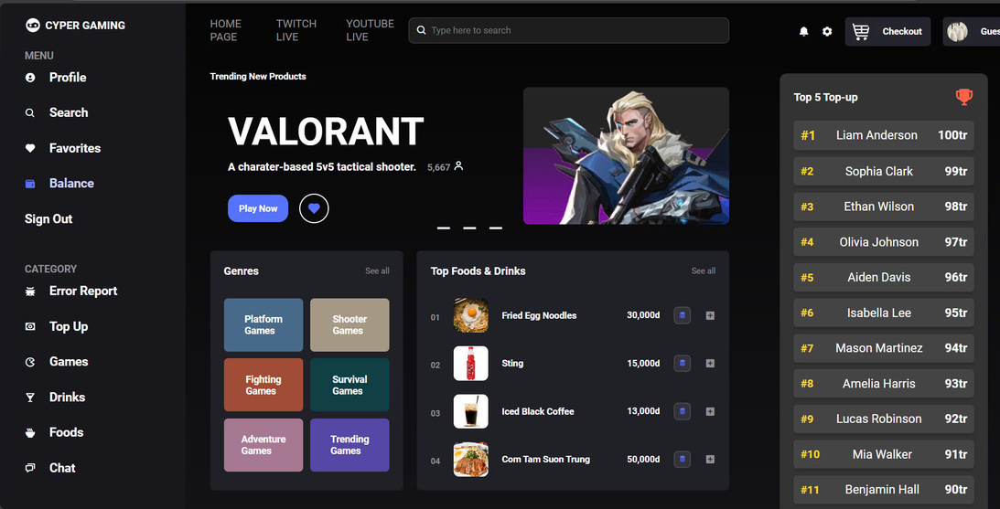 CYPER GAMING
MENU
Profile
Search
Favorites
Balance
Sign Out
CATEGORY
Error Report
Top Up
Games
Drinks
Foods
Chat
HOME
PAGE
TWITCH
LIVE
YOUTUBE
LIVE
Type here to search
Checkout
Gues
Trending New Products
VALORANT
A charater-based 5v5 tactical shooter. 5,667
Play Now
Genres See all
Platform
Games
Shooter
Games
Fighting
Games
Survival
Games
Adventure
Games
Trending
Games
Top Foods & Drinks See all
01 Fried Egg Noodles 30,000d
02 Sting 15,000d
03 Iced Black Coffee 13,000d
04 Com Tam Suon Trung 50,000d
Top 5 Top-up
#1 Liam Anderson 100tr
#2 Sophia Clark 99tr
#3 Ethan Wilson 98tr
#4 Olivia Johnson 97tr
#5 Aiden Davis 96tr
#6 Isabella Lee 95tr
#7 Mason Martinez 94tr
#8 Amelia Harris 93tr
#9 Lucas Robinson 92tr
#10 Mia Walker 91tr
#11 Benjamin Hall 90tr